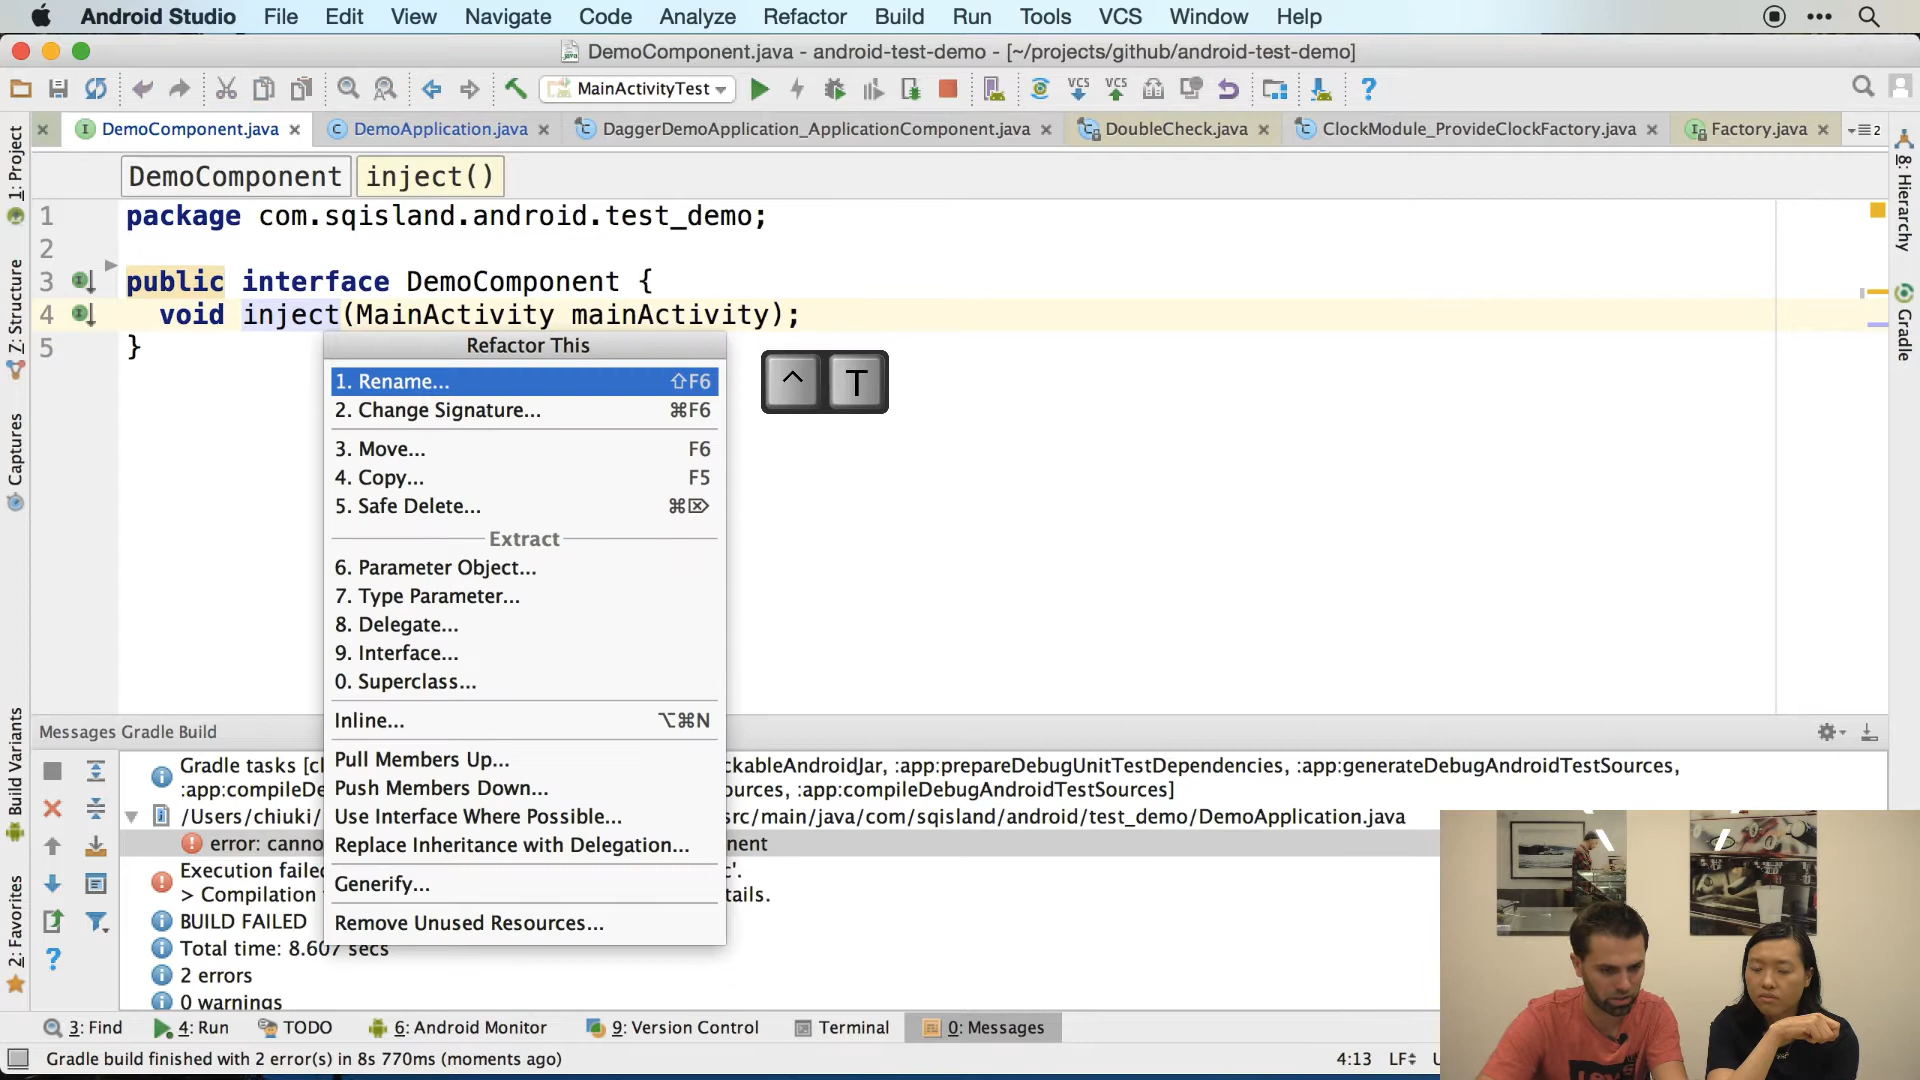 Android Studio File Edit View Navigate Code Analyze Refactor Build Run Tools VCS Window Help
DemoComponent.java - android-test-demo - [~/projects/github/android-test-demo]
MainActivityTest VCS VCS ?
DemoComponent.java DemoApplication.java DaggerDemoApplication_ApplicationComponent.java DoubleCheck.java ClockModule_ProvideClockFactory.java Factory.java 2
DemoComponent inject()
1 package com.sqisland.android.test_demo;
2
3 public interface DemoComponent {
4 void inject(MainActivity mainActivity);
5 }
^ T
Refactor This
1. Rename... ⇧F6
2. Change Signature... ⌘F6
3. Move... F6
4. Copy... F5
5. Safe Delete... ⌘⌦
Extract
6. Parameter Object...
7. Type Parameter...
8. Delegate...
9. Interface...
0. Superclass...
Inline... ⌥⌘N
Pull Members Up...
Push Members Down...
Use Interface Where Possible...
Replace Inheritance with Delegation...
Generify...
Remove Unused Resources...
1: Project
7: Structure
Captures
Build Variants
2: Favorites
8: Hierarchy
Gradle
Messages Gradle Build
Gradle tasks [cl ckableAndroidJar, :app:prepareDebugUnitTestDependencies, :app:generateDebugAndroidTestSources,
:app:compileDe ources, :app:compileDebugAndroidTestSources]
/Users/chiuki/ src/main/java/com/sqisland/android/test_demo/DemoApplication.java
error: canno nent
Execution failed c'.
> Compilation tails.
BUILD FAILED
Total time: 8.607 secs
2 errors
0 warnings
3: Find 4: Run TODO 6: Android Monitor 9: Version Control Terminal 0: Messages
Gradle build finished with 2 error(s) in 8s 770ms (moments ago) 4:13 LF